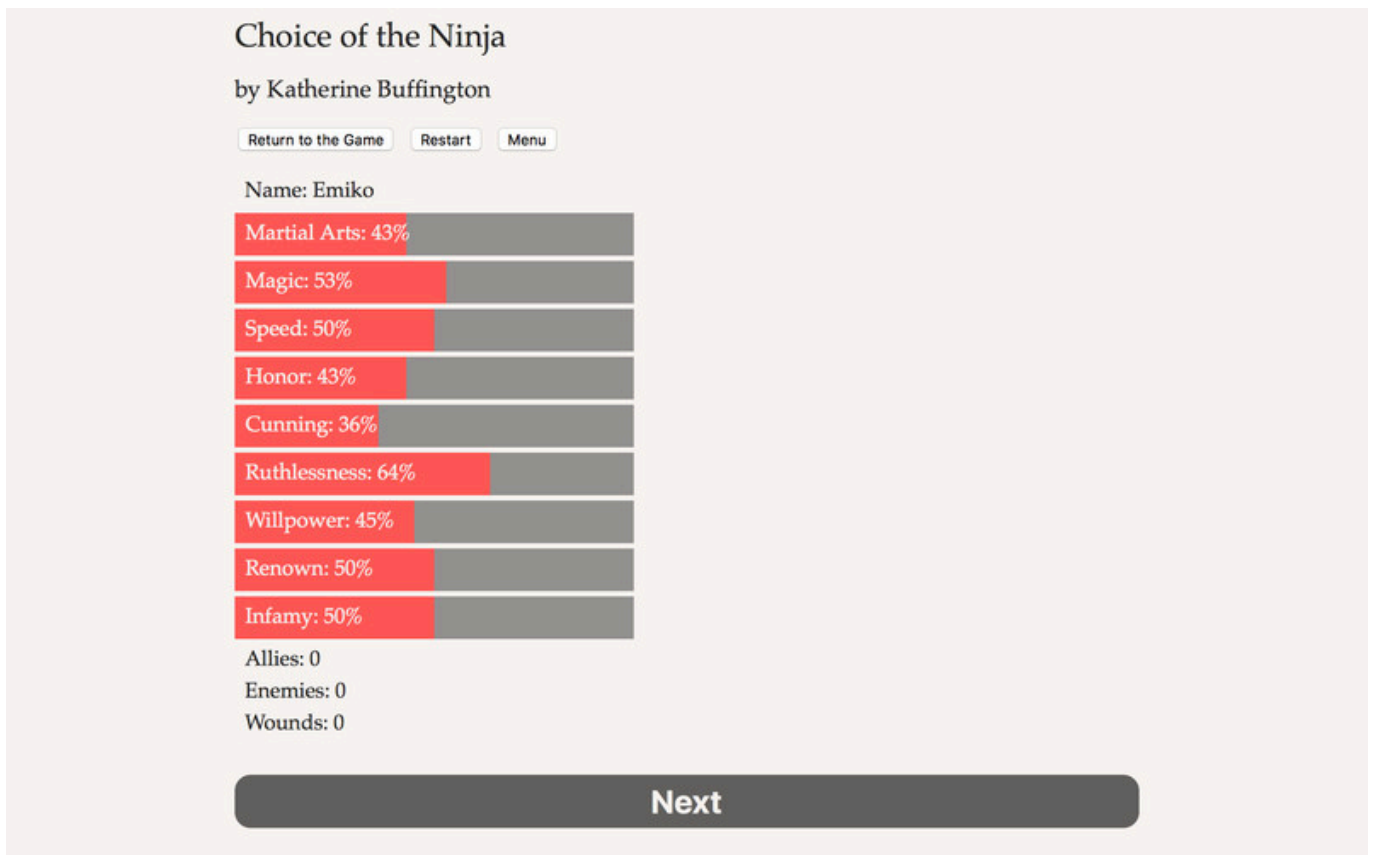 Choice of the Ninja
by Katherine Buffington
Return to the Game Restart Menu
Name: Emiko
Martial Arts: 43%
Magic: 53%
Speed: 50%
Honor: 43%
Cunning: 36%
Ruthlessness: 64%
Willpower: 45%
Renown: 50%
Infamy: 50%
Allies: 0
Enemies: 0
Wounds: 0
Next